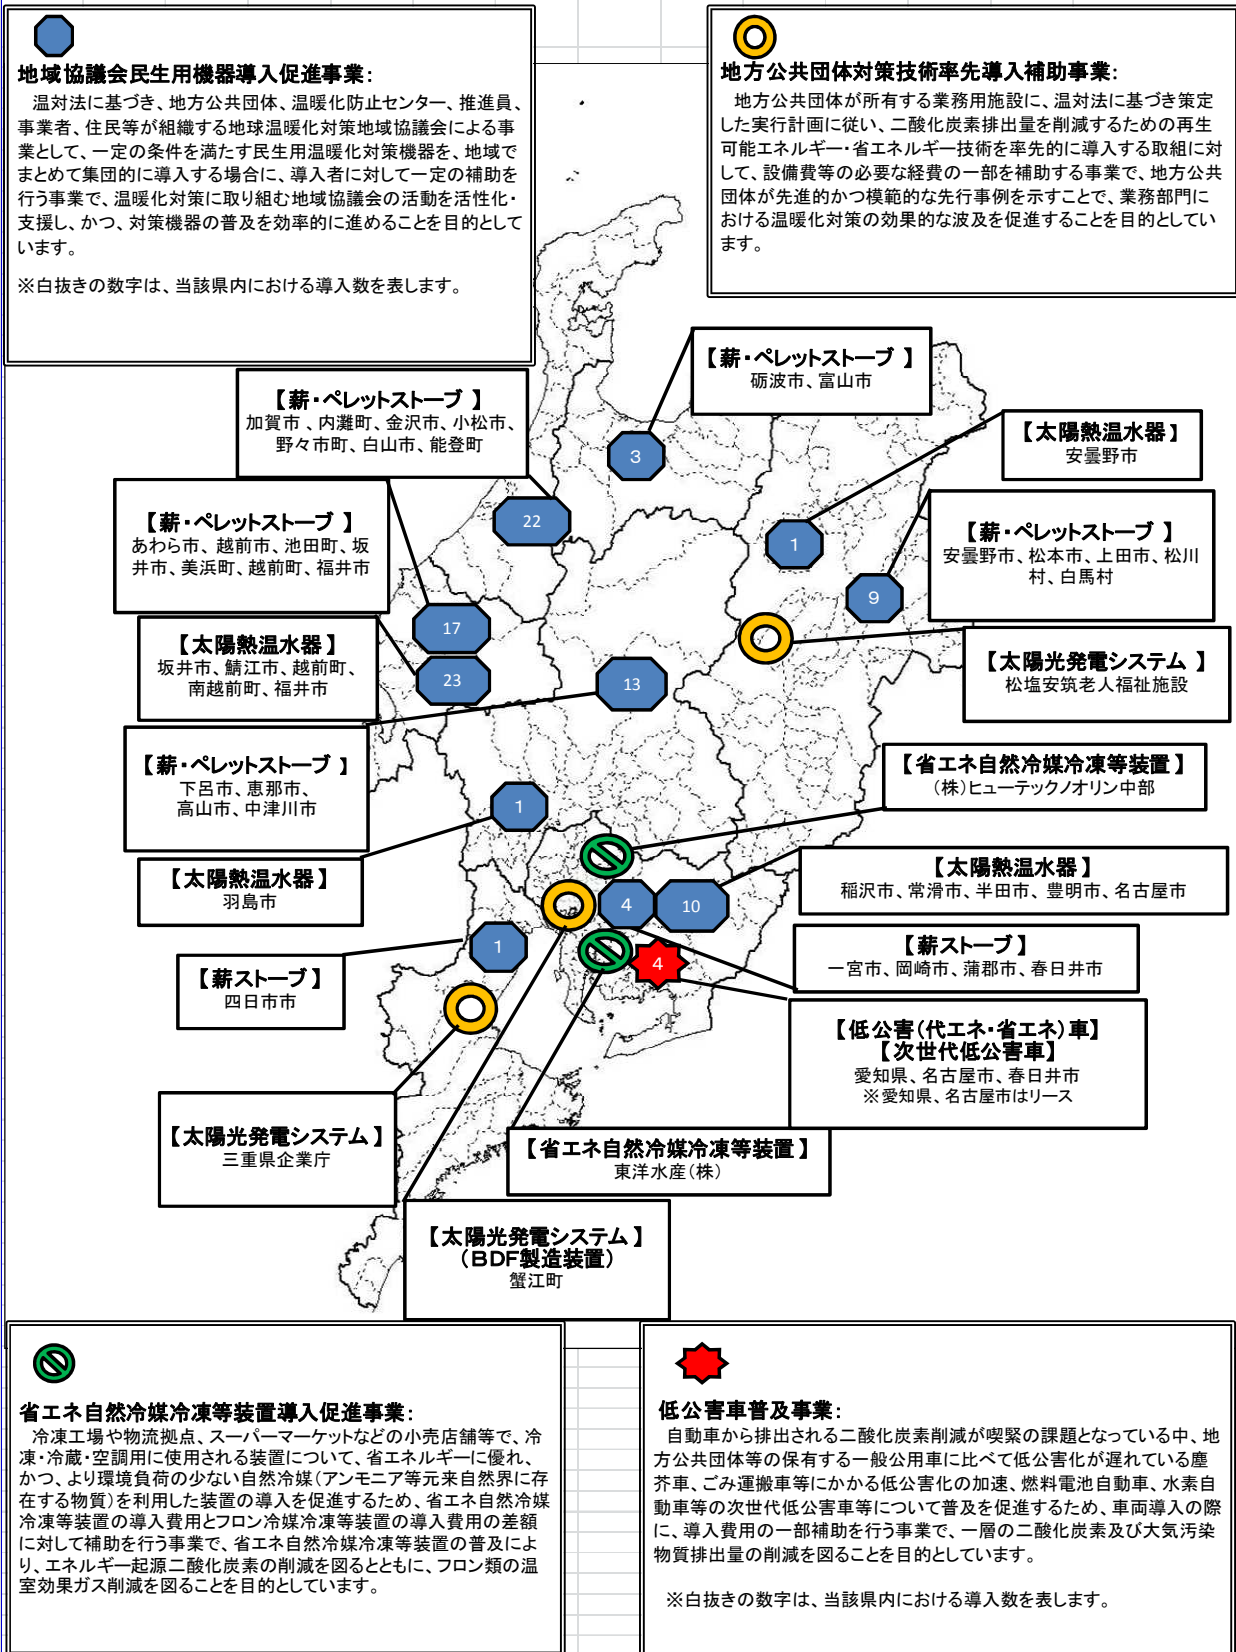 地域協議会民生用機器導入促進事業:
温対法に基づき、地方公共団体、温暖化防止センター、推進員、
事業者、住民等が組織する地球温暖化対策地域協議会による事
業として、一定の条件を満たす民生用温暖化対策機器を、地域で
まとめて集団的に導入する場合に、導入者に対して一定の補助を
行う事業で、温暖化対策に取り組む地域協議会の活動を活性化・
支援し、かつ、対策機器の普及を効率的に進めることを目的として
います。
※白抜きの数字は、当該県内における導入数を表します。
地方公共団体対策技術率先導入補助事業:
地方公共団体が所有する業務用施設に、温対法に基づき策定
した実行計画に従い、二酸化炭素排出量を削減するための再生
可能エネルギー・省エネルギー技術を率先的に導入する取組に対
して、設備費等の必要な経費の一部を補助する事業で、地方公共
団体が先進的かつ模範的な先行事例を示すことで、業務部門に
おける温暖化対策の効果的な波及を促進することを目的としてい
ます。
【薪・ペレットストーブ】
砺波市、富山市
【薪・ペレットストーブ】
加賀市、内灘町、金沢市、小松市、
野々市町、白山市、能登町
【太陽熱温水器】
安曇野市
3
【薪・ペレットストーブ】
あわら市、越前市、池田町、坂
井市、美浜町、越前町、福井市
22
1
【薪・ペレットストーブ】
安曇野市、松本市、上田市、松川
村、白馬村
9
17
【太陽熱温水器】
坂井市、鯖江市、越前町、
南越前町、福井市
23
13
【太陽光発電システム】
松塩安筑老人福祉施設
【薪・ペレットストーブ】
下呂市、恵那市、
高山市、中津川市
【省エネ自然冷媒冷凍等装置】
(株)ヒューテックノオリン中部
1
【太陽熱温水器】
羽島市
【太陽熱温水器】
稲沢市、常滑市、半田市、豊明市、名古屋市
4
10
1
【薪ストーブ】
一宮市、岡崎市、蒲郡市、春日井市
4
【薪ストーブ】
四日市市
【低公害(代エネ・省エネ)車】
【次世代低公害車】
愛知県、名古屋市、春日井市
※愛知県、名古屋市はリース
【太陽光発電システム】
三重県企業庁
【省エネ自然冷媒冷凍等装置】
東洋水産(株)
【太陽光発電システム】
(BDF製造装置)
蟹江町
省エネ自然冷媒冷凍等装置導入促進事業:
冷凍工場や物流拠点、スーパーマーケットなどの小売店舗等で、冷
凍・冷蔵・空調用に使用される装置について、省エネルギーに優れ、
かつ、より環境負荷の少ない自然冷媒(アンモニア等元来自然界に存
在する物質)を利用した装置の導入を促進するため、省エネ自然冷媒
冷凍等装置の導入費用とフロン冷媒冷凍等装置の導入費用の差額
に対して補助を行う事業で、省エネ自然冷媒冷凍等装置の普及によ
り、エネルギー起源二酸化炭素の削減を図るとともに、フロン類の温
室効果ガス削減を図ることを目的としています。
低公害車普及事業:
自動車から排出される二酸化炭素削減が喫緊の課題となっている中、地
方公共団体等の保有する一般公用車に比べて低公害化が遅れている塵
芥車、ごみ運搬車等にかかる低公害化の加速、燃料電池自動車、水素自
動車等の次世代低公害車等について普及を促進するため、車両導入の際
に、導入費用の一部補助を行う事業で、一層の二酸化炭素及び大気汚染
物質排出量の削減を図ることを目的としています。
※白抜きの数字は、当該県内における導入数を表します。